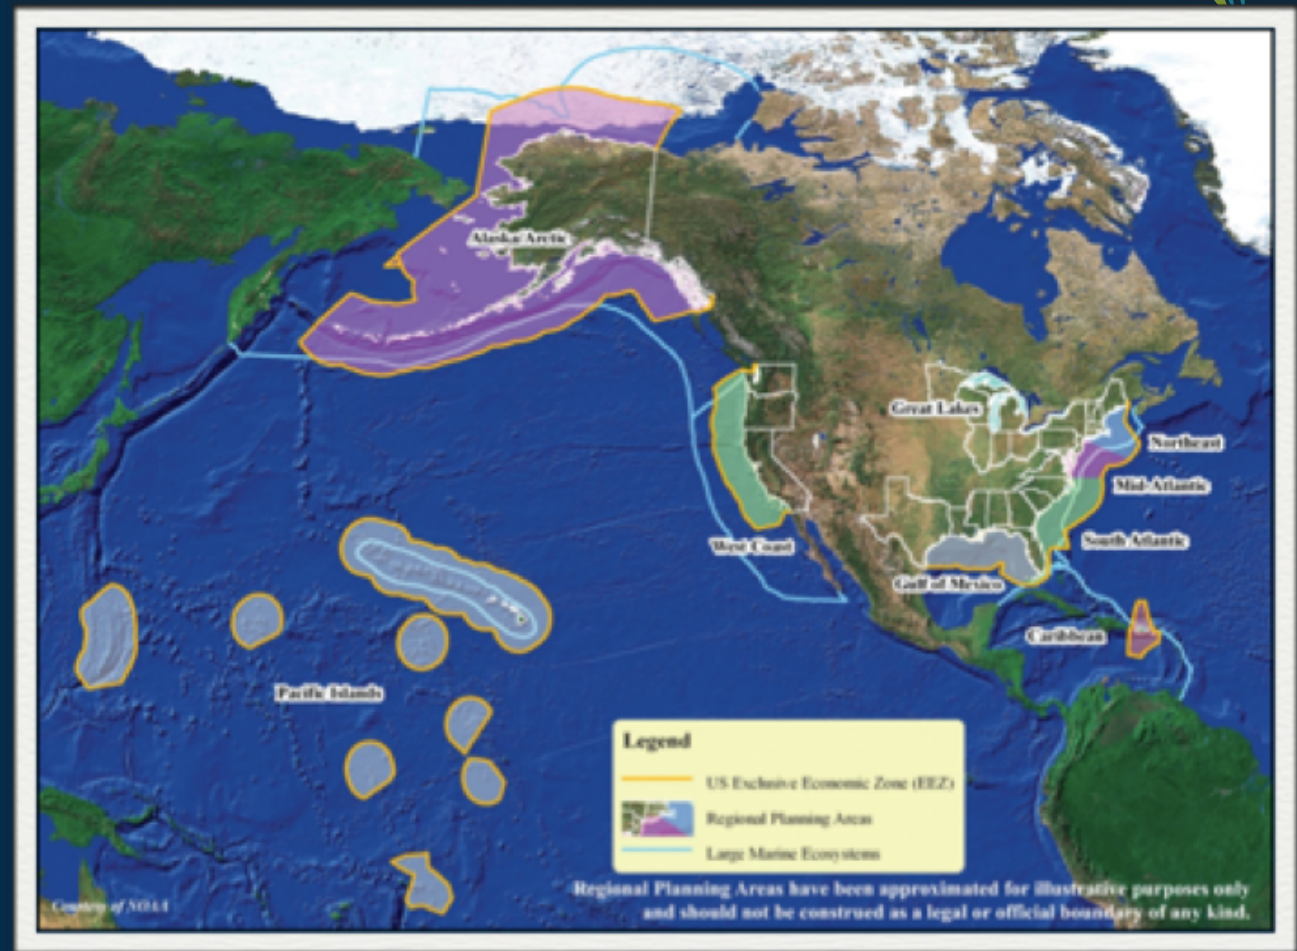 Alaska/Arctic
Great Lakes
Northeast
Mid-Atlantic
South Atlantic
West Coast
Gulf of Mexico
Caribbean
Pacific Islands
Legend
US Exclusive Economic Zone (EEZ)
Regional Planning Areas
Large Marine Ecosystems
Regional Planning Areas have been approximated for illustrative purposes only
and should not be construed as a legal or official boundary of any kind.
Courtesy of NOAA